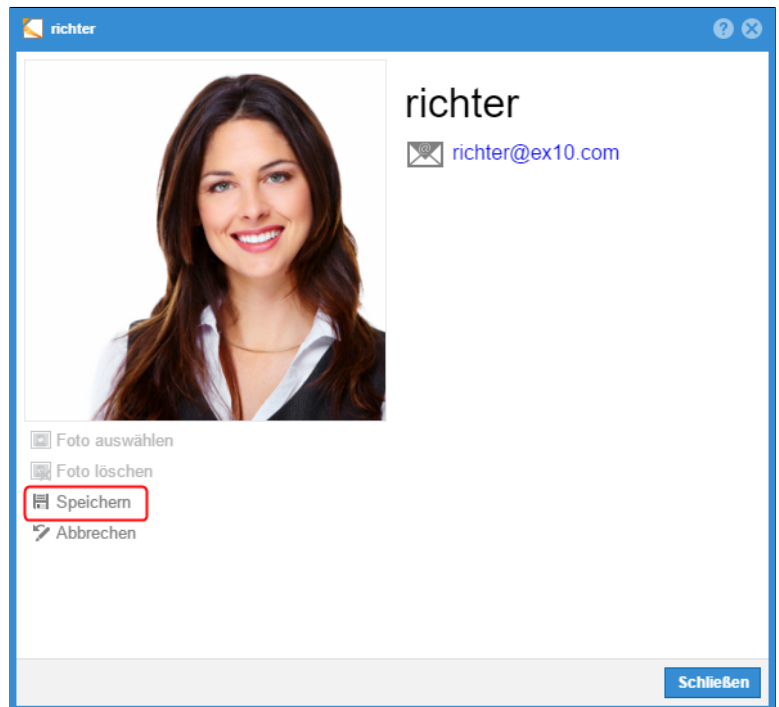 richter
richter
richter@ex10.com
Foto auswählen
Foto löschen
Speichern
Abbrechen
Schließen